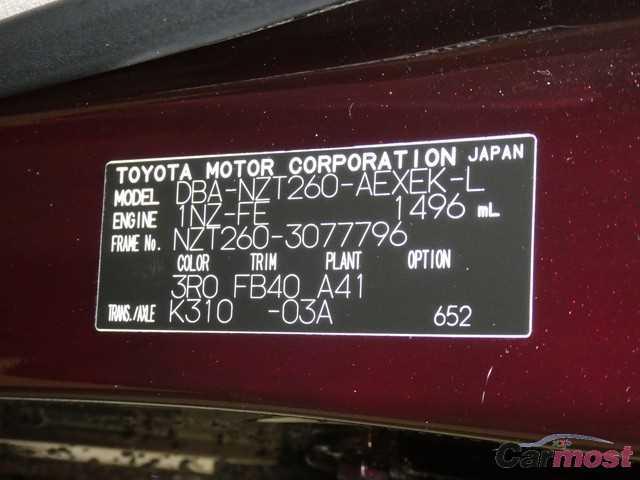 TOYOTA MOTOR CORPORATION JAPAN
MODEL DBA-NZT260-AEXEK-L
ENGINE 1NZ-FE 1496 mL
FRAME No. NZT260-3077796
COLOR TRIM PLANT OPTION
3R0 FB40 A41
TRANS./AXLE K310 -03A 652
Carmost